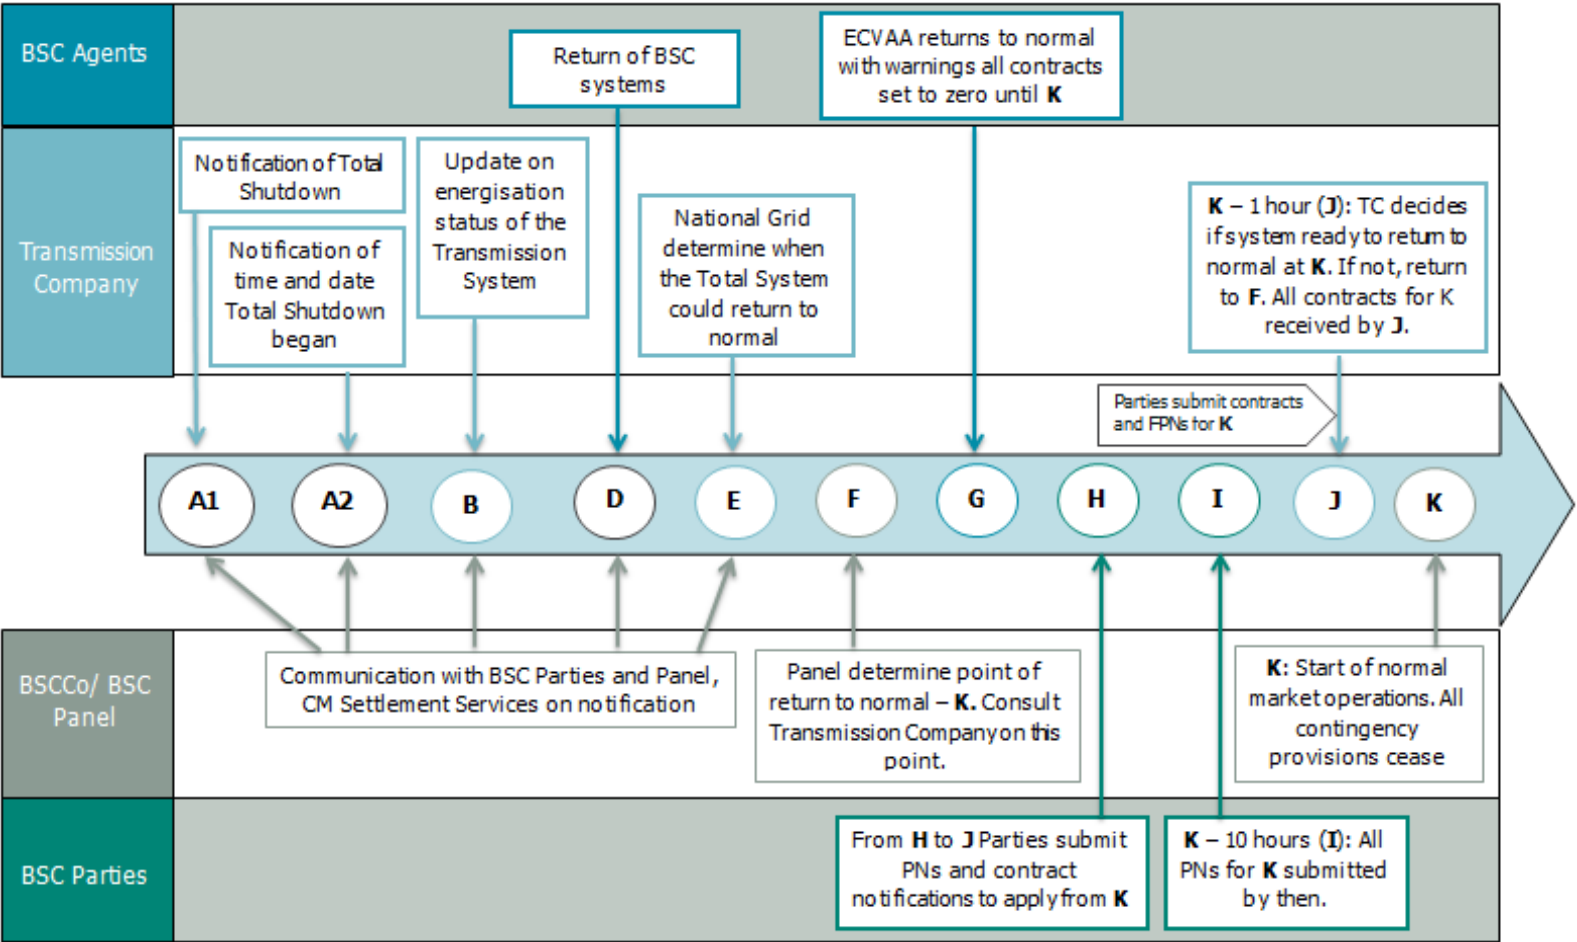 BSC Agents
Return of BSC
systems
ECVAA returns to normal
with warnings all contracts
set to zero until K
Transmission
Company
Notification of Total
Shutdown
Notification of
time and date
Total Shutdown
began
Update on
energisation
status of the
Transmission
System
National Grid
determine when
the Total System
could return to
normal
K – 1 hour (J): TC decides
if system ready to return to
normal at K. If not, return
to F. All contracts for K
received by J.
Parties submit contracts
and FPNs for K
A1
A2
B
D
E
F
G
H
I
J
K
BSCCo/ BSC
Panel
Communication with BSC Parties and Panel,
CM Settlement Services on notification
Panel determine point of
return to normal – K. Consult
Transmission Company on this
point.
K: Start of normal
market operations. All
contingency
provisions cease
BSC Parties
From H to J Parties submit
PNs and contract
notifications to apply from K
K – 10 hours (I): All
PNs for K submitted
by then.